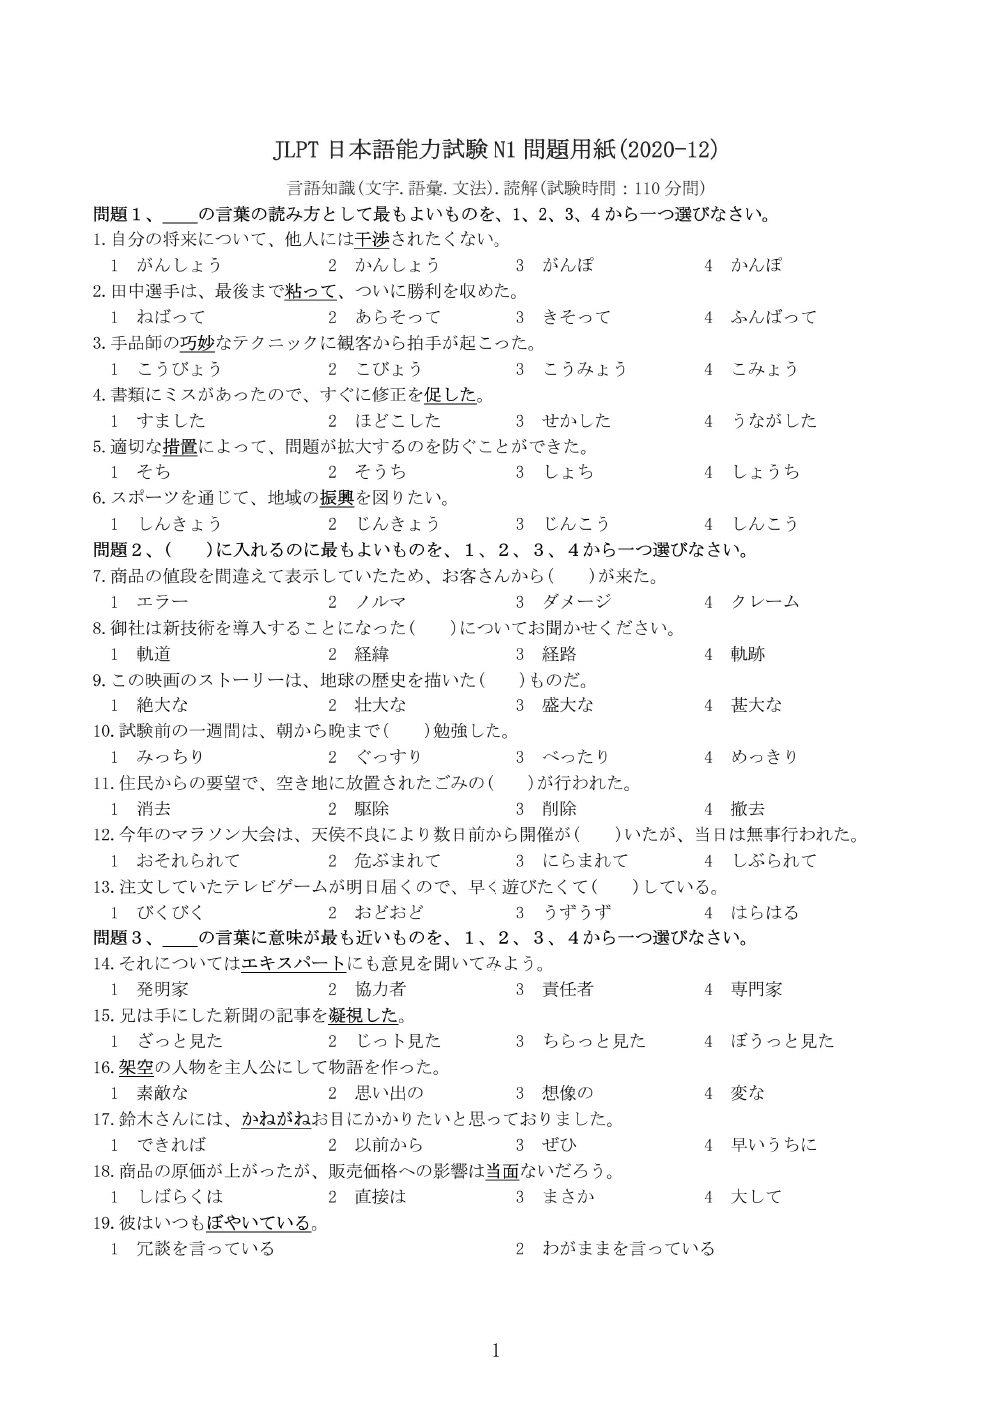 JLPT 日本語能力試験 N1 問題用紙(2020-12)
言語知識(文字.語彙.文法).読解(試験時間：110 分間)
問題１、____の言葉の読み方として最もよいものを、1、2、3、4 から一つ選びなさい。
1.自分の将来について、他人には干渉されたくない。
1 がんしょう 2 かんしょう 3 がんぽ 4 かんぽ
2.田中選手は、最後まで粘って、ついに勝利を収めた。
1 ねばって 2 あらそって 3 きそって 4 ふんばって
3.手品師の巧妙なテクニックに観客から拍手が起こった。
1 こうびょう 2 こびょう 3 こうみょう 4 こみょう
4.書類にミスがあったので、すぐに修正を促した。
1 すました 2 ほどこした 3 せかした 4 うながした
5.適切な措置によって、問題が拡大するのを防ぐことができた。
1 そち 2 そうち 3 しょち 4 しょうち
6.スポーツを通じて、地域の振興を図りたい。
1 しんきょう 2 じんきょう 3 じんこう 4 しんこう
問題２、(　　)に入れるのに最もよいものを、１、２、３、４から一つ選びなさい。
7.商品の値段を間違えて表示していたため、お客さんから(　　)が来た。
1 エラー 2 ノルマ 3 ダメージ 4 クレーム
8.御社は新技術を導入することになった(　　)についてお聞かせください。
1 軌道 2 経緯 3 経路 4 軌跡
9.この映画のストーリーは、地球の歴史を描いた(　　)ものだ。
1 絶大な 2 壮大な 3 盛大な 4 甚大な
10.試験前の一週間は、朝から晩まで(　　)勉強した。
1 みっちり 2 ぐっすり 3 べったり 4 めっきり
11.住民からの要望で、空き地に放置されたごみの(　　)が行われた。
1 消去 2 駆除 3 削除 4 撤去
12.今年のマラソン大会は、天侯不良により数日前から開催が(　　)いたが、当日は無事行われた。
1 おそれられて 2 危ぶまれて 3 にらまれて 4 しぶられて
13.注文していたテレビゲームが明日届くので、早く遊びたくて(　　)している。
1 びくびく 2 おどおど 3 うずうず 4 はらはる
問題３、____の言葉に意味が最も近いものを、１、２、３、４から一つ選びなさい。
14.それについてはエキスパートにも意見を聞いてみよう。
1 発明家 2 協力者 3 責任者 4 専門家
15.兄は手にした新聞の記事を凝視した。
1 ざっと見た 2 じっト見た 3 ちらっと見た 4 ぼうっと見た
16.架空の人物を主人公にして物語を作った。
1 素敵な 2 思い出の 3 想像の 4 変な
17.鈴木さんには、かねがねお目にかかりたいと思っておりました。
1 できれば 2 以前から 3 ぜひ 4 早いうちに
18.商品の原価が上がったが、販売価格への影響は当面ないだろう。
1 しばらくは 2 直接は 3 まさか 4 大して
19.彼はいつもぼやいている。
1 冗談を言っている 2 わがままを言っている
1